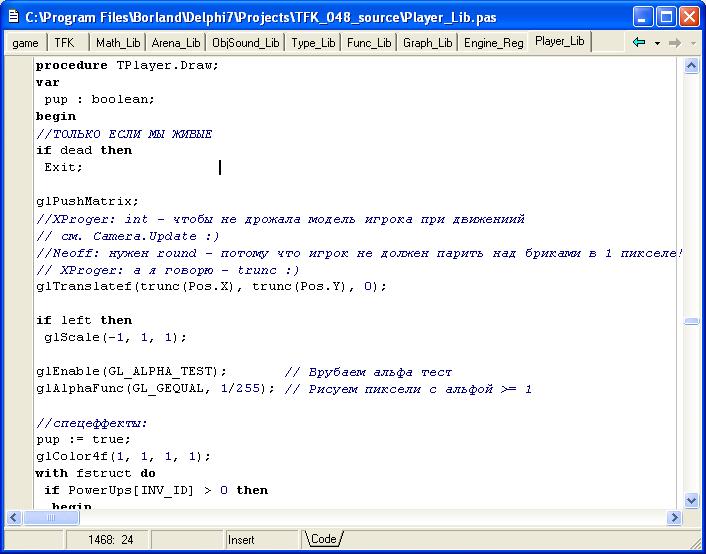 C:\Program Files\Borland\Delphi7\Projects\TFK_048_source\Player_Lib.pas
game TFK Math_Lib Arena_Lib ObjSound_Lib Type_Lib Func_Lib Graph_Lib Engine_Reg Player_Lib
procedure TPlayer.Draw;
var
pup : boolean;
begin
//ТОЛЬКО ЕСЛИ МЫ ЖИВЫЕ
if dead then
Exit;
glPushMatrix;
//XProger: int - чтобы не дрожала модель игрока при движениий
// см. Camera.Update :)
//Neoff: нужен round - потому что игрок не должен парить над бриками в 1 пикселе!
// XProger: а я говорю - trunc :)
glTranslatef(trunc(Pos.X), trunc(Pos.Y), 0);
if left then
glScale(-1, 1, 1);
glEnable(GL_ALPHA_TEST); // Врубаем альфа тест
glAlphaFunc(GL_GEQUAL, 1/255); // Рисуем пиксели с альфой >= 1
//спецеффекты:
pup := true;
glColor4f(1, 1, 1, 1);
with fstruct do
if PowerUps[INV_ID] > 0 then
begin
1468: 24 Insert Code